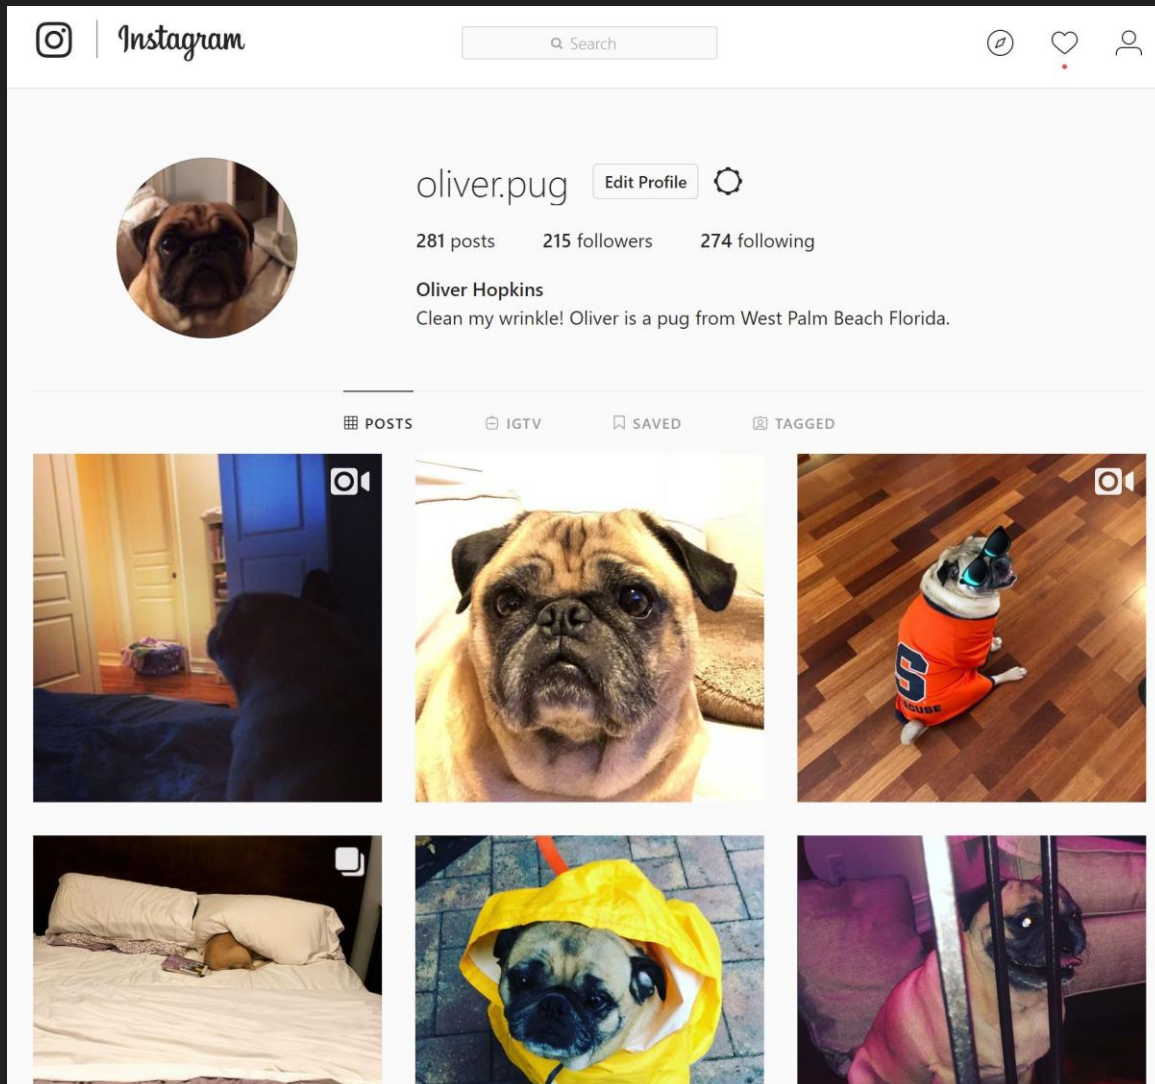 Instagram
Search
oliver.pug Edit Profile
281 posts 215 followers 274 following
Oliver Hopkins
Clean my wrinkle! Oliver is a pug from West Palm Beach Florida.
POSTS IGTV SAVED TAGGED
S
CUSE